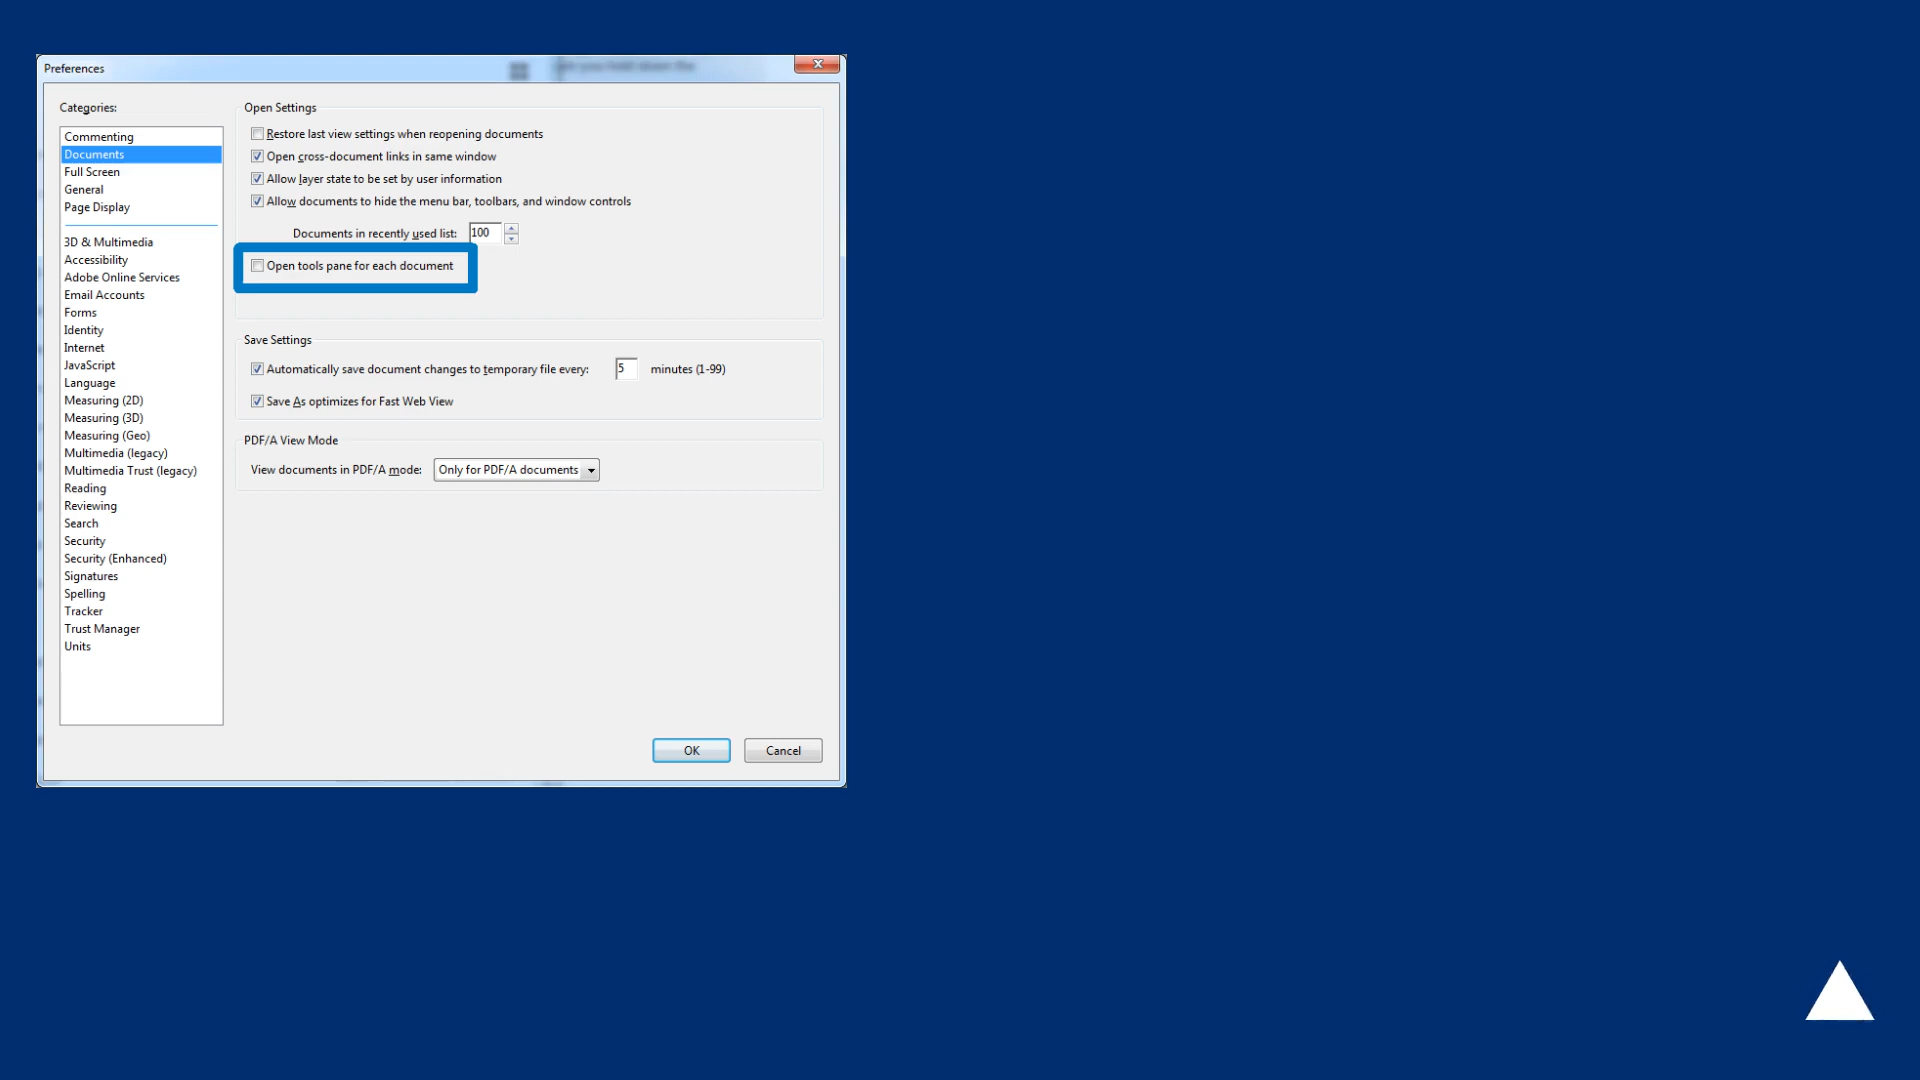 Preferences
Categories:
Commenting
Documents
Full Screen
General
Page Display
3D & Multimedia
Accessibility
Adobe Online Services
Email Accounts
Forms
Identity
Internet
JavaScript
Language
Measuring (2D)
Measuring (3D)
Measuring (Geo)
Multimedia (legacy)
Multimedia Trust (legacy)
Reading
Reviewing
Search
Security
Security (Enhanced)
Signatures
Spelling
Tracker
Trust Manager
Units
Open Settings
Restore last view settings when reopening documents
Open cross-document links in same window
Allow layer state to be set by user information
Allow documents to hide the menu bar, toolbars, and window controls
Documents in recently used list: 100
Open tools pane for each document
Save Settings
Automatically save document changes to temporary file every: 5 minutes (1-99)
Save As optimizes for Fast Web View
PDF/A View Mode
View documents in PDF/A mode: Only for PDF/A documents
OK Cancel